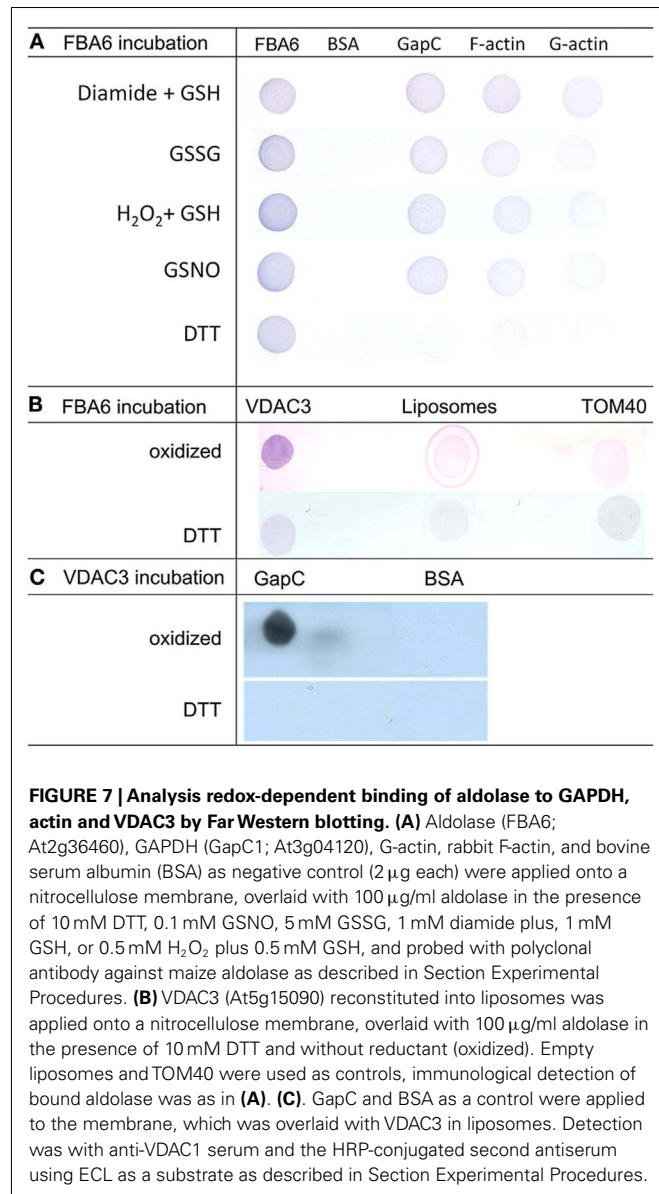 A FBA6 incubation FBA6 BSA GapC F-actin G-actin
Diamide + GSH
GSSG
H₂O₂+ GSH
GSNO
DTT
B FBA6 incubation VDAC3 Liposomes TOM40
oxidized
DTT
C VDAC3 incubation GapC BSA
oxidized
DTT
FIGURE 7 | Analysis redox-dependent binding of aldolase to GAPDH,
actin and VDAC3 by Far Western blotting. (A) Aldolase (FBA6;
At2g36460), GAPDH (GapC1; At3g04120), G-actin, rabbit F-actin, and bovine
serum albumin (BSA) as negative control (2 μg each) were applied onto a
nitrocellulose membrane, overlaid with 100 μg/ml aldolase in the presence
of 10 mM DTT, 0.1 mM GSNO, 5 mM GSSG, 1 mM diamide plus, 1 mM
GSH, or 0.5 mM H₂O₂ plus 0.5 mM GSH, and probed with polyclonal
antibody against maize aldolase as described in Section Experimental
Procedures. (B) VDAC3 (At5g15090) reconstituted into liposomes was
applied onto a nitrocellulose membrane, overlaid with 100 μg/ml aldolase in
the presence of 10 mM DTT and without reductant (oxidized). Empty
liposomes and TOM40 were used as controls, immunological detection of
bound aldolase was as in (A). (C). GapC and BSA as a control were applied
to the membrane, which was overlaid with VDAC3 in liposomes. Detection
was with anti-VDAC1 serum and the HRP-conjugated second antiserum
using ECL as a substrate as described in Section Experimental Procedures.